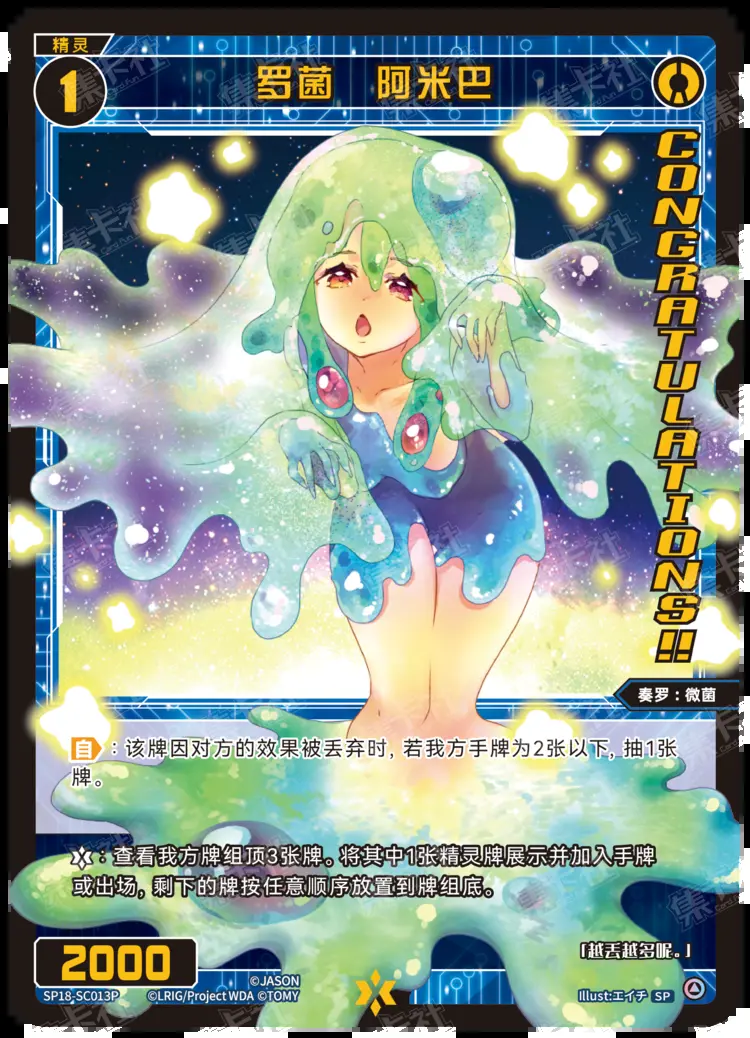 精灵
1
罗菌 阿米巴
CONGRATULATIONS!!
奏罗:微菌
自:该牌因对方的效果被丢弃时,若我方手牌为2张以下,抽1张
牌。
:查看我方牌组顶3张牌。将其中1张精灵牌展示并加入手牌
或出场,剩下的牌按任意顺序放置到牌组底。
「越丢越多呢。」
2000
©JASON
SP18-SC013P ©LRIG/Project WDA ©TOMY
Illust:エイチ SP
集卡社